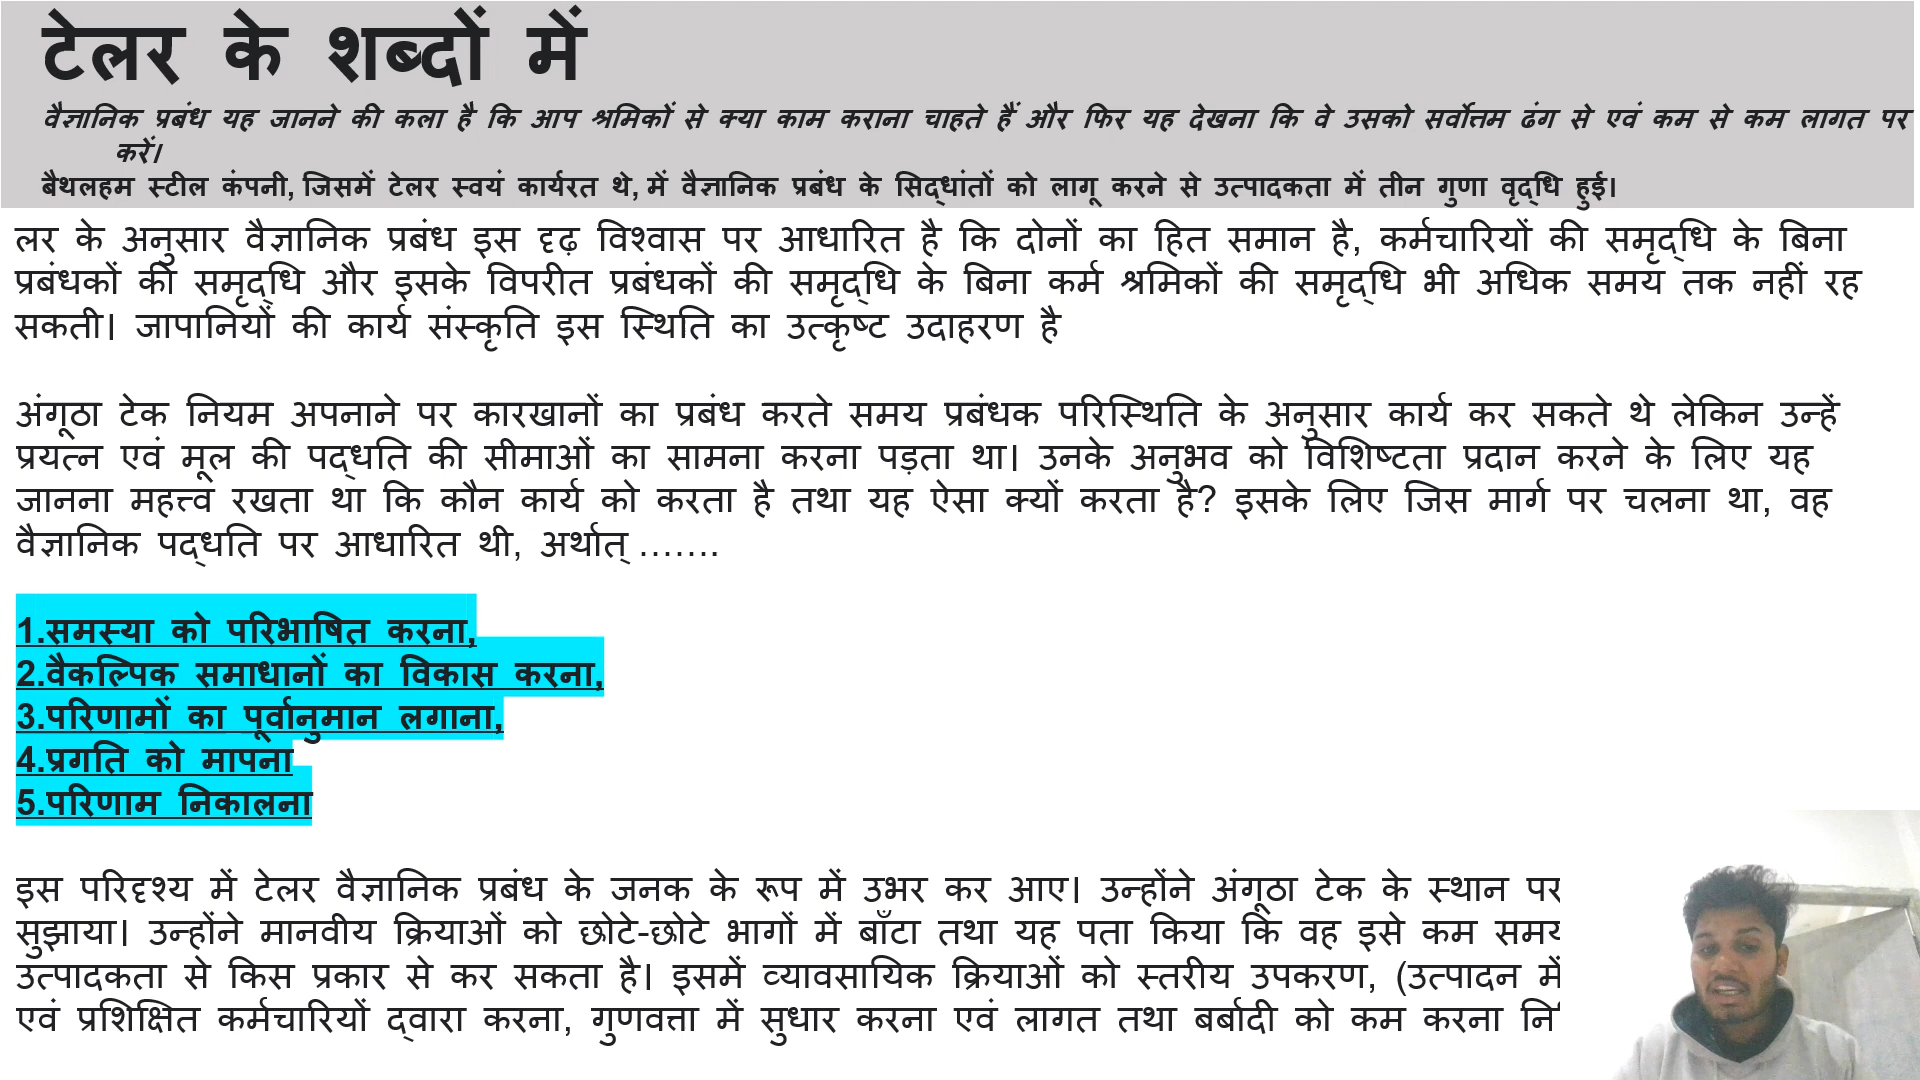 टेलर के शब्दों में
वैज्ञानिक प्रबंध यह जानने की कला है कि आप श्रमिकों से क्या काम कराना चाहते हैं और फिर यह देखना कि वे उसको सर्वोत्तम ढंग से एवं कम से कम लागत पर
करें।
बैथलहम स्टील कंपनी, जिसमें टेलर स्वयं कार्यरत थे, में वैज्ञानिक प्रबंध के सिद्धांतों को लागू करने से उत्पादकता में तीन गुणा वृद्धि हुई।
लर के अनुसार वैज्ञानिक प्रबंध इस दृढ़ विश्वास पर आधारित है कि दोनों का हित समान है, कर्मचारियों की समृद्धि के बिना
प्रबंधकों की समृद्धि और इसके विपरीत प्रबंधकों की समृद्धि के बिना कर्म श्रमिकों की समृद्धि भी अधिक समय तक नहीं रह
सकती। जापानियों की कार्य संस्कृति इस स्थिति का उत्कृष्ट उदाहरण है
अंगूठा टेक नियम अपनाने पर कारखानों का प्रबंध करते समय प्रबंधक परिस्थिति के अनुसार कार्य कर सकते थे लेकिन उन्हें
प्रयत्न एवं मूल की पद्धति की सीमाओं का सामना करना पड़ता था। उनके अनुभव को विशिष्टता प्रदान करने के लिए यह
जानना महत्त्व रखता था कि कौन कार्य को करता है तथा यह ऐसा क्यों करता है? इसके लिए जिस मार्ग पर चलना था, वह
वैज्ञानिक पद्धति पर आधारित थी, अर्थात् …….
1.समस्या को परिभाषित करना,
2.वैकल्पिक समाधानों का विकास करना,
3.परिणामों का पूर्वानुमान लगाना,
4.प्रगति को मापना
5.परिणाम निकालना
इस परिदृश्य में टेलर वैज्ञानिक प्रबंध के जनक के रूप में उभर कर आए। उन्होंने अंगूठा टेक के स्थान पर
सुझाया। उन्होंने मानवीय क्रियाओं को छोटे-छोटे भागों में बाँटा तथा यह पता किया कि वह इसे कम समय
उत्पादकता से किस प्रकार से कर सकता है। इसमें व्यावसायिक क्रियाओं को स्तरीय उपकरण, (उत्पादन में
एवं प्रशिक्षित कर्मचारियों द्वारा करना, गुणवत्ता में सुधार करना एवं लागत तथा बर्बादी को कम करना